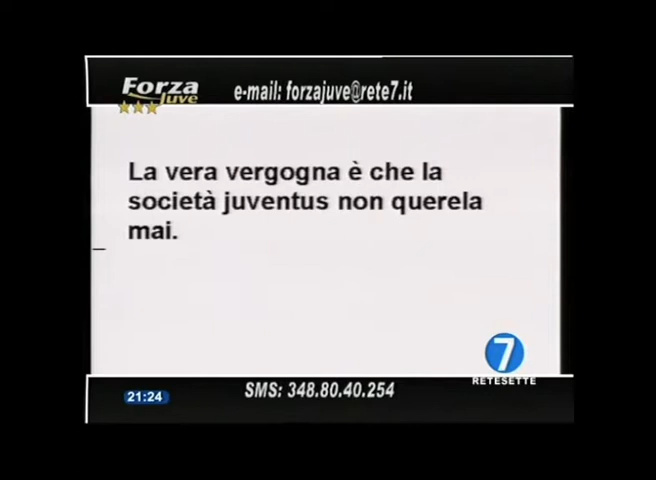 Forza
Juve
e-mail: forzajuve@rete7.it
La vera vergogna è che la
società juventus non querela
mai.
7
RETESETTE
21:24
SMS: 348.80.40.254